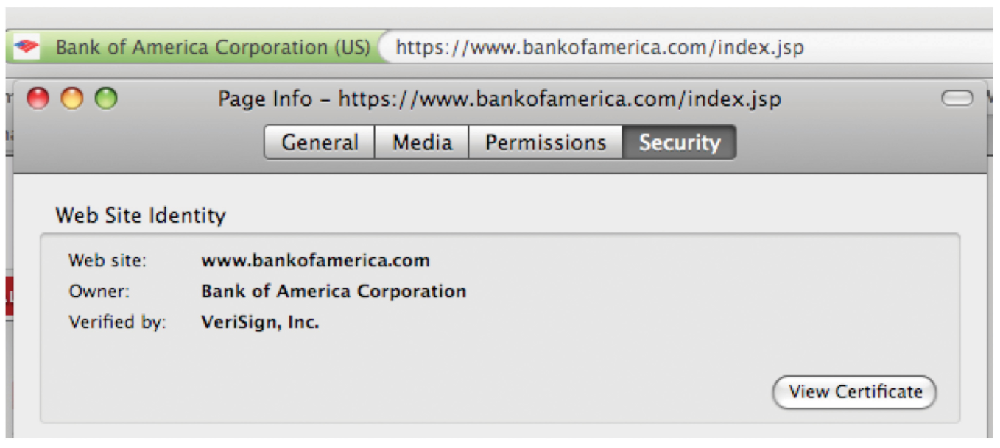 Bank of America Corporation (US) https://www.bankofamerica.com/index.jsp
Page Info – https://www.bankofamerica.com/index.jsp
General Media Permissions Security
Web Site Identity
Web site: www.bankofamerica.com
Owner: Bank of America Corporation
Verified by: VeriSign, Inc.
View Certificate